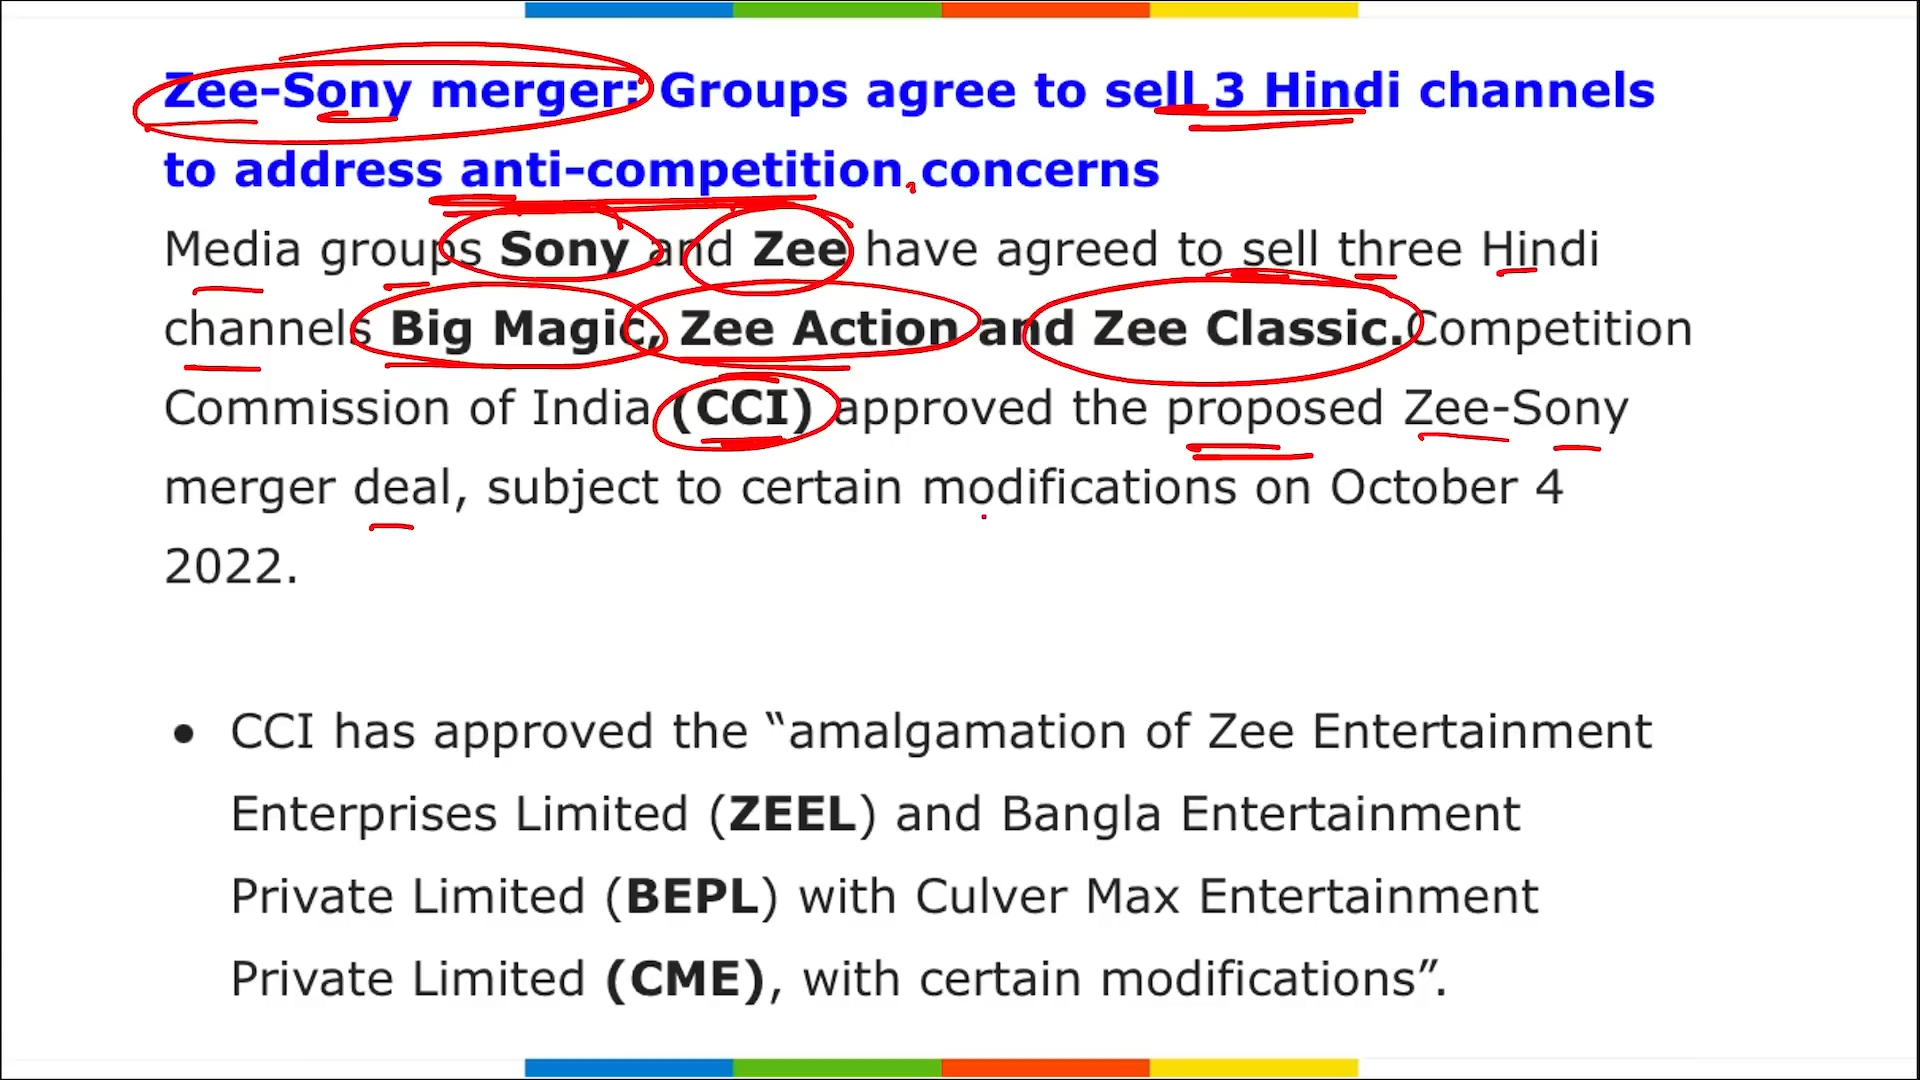 Zee-Sony merger: Groups agree to sell 3 Hindi channels
to address anti-competition concerns
Media groups Sony and Zee have agreed to sell three Hindi
channels Big Magic, Zee Action and Zee Classic.Competition
Commission of India (CCI) approved the proposed Zee-Sony
merger deal, subject to certain modifications on October 4
2022.
• CCI has approved the “amalgamation of Zee Entertainment
Enterprises Limited (ZEEL) and Bangla Entertainment
Private Limited (BEPL) with Culver Max Entertainment
Private Limited (CME), with certain modifications”.